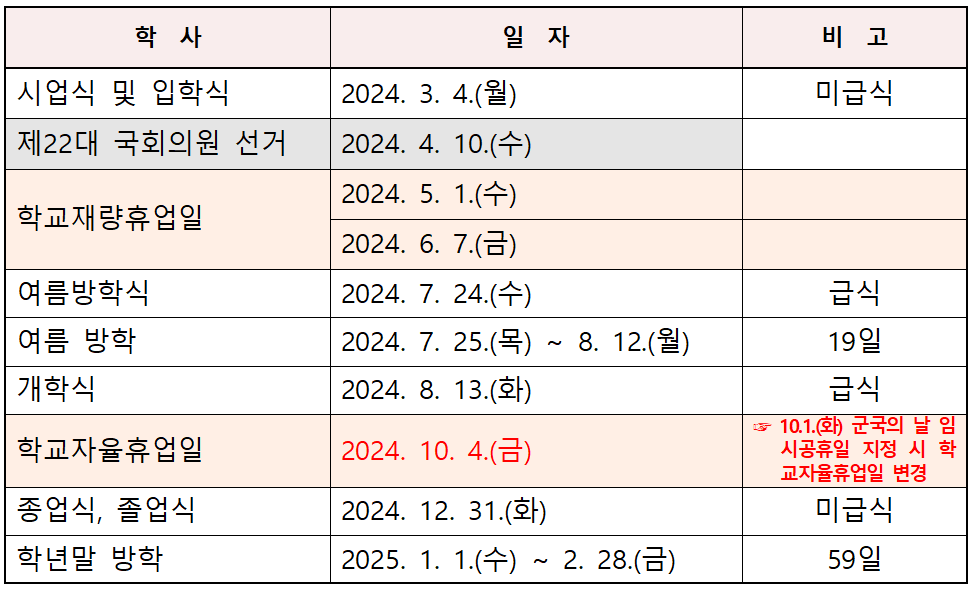 학 사 일 자 비 고
시업식 및 입학식 2024. 3. 4.(월) 미급식
제22대 국회의원 선거 2024. 4. 10.(수)
학교재량휴업일 2024. 5. 1.(수)
2024. 6. 7.(금)
여름방학식 2024. 7. 24.(수) 급식
여름 방학 2024. 7. 25.(목) ~ 8. 12.(월) 19일
개학식 2024. 8. 13.(화) 급식
학교자율휴업일 2024. 10. 4.(금) ☞ 10.1.(화) 군국의 날 임
시공휴일 지정 시 학
교자율휴업일 변경
종업식, 졸업식 2024. 12. 31.(화) 미급식
학년말 방학 2025. 1. 1.(수) ~ 2. 28.(금) 59일